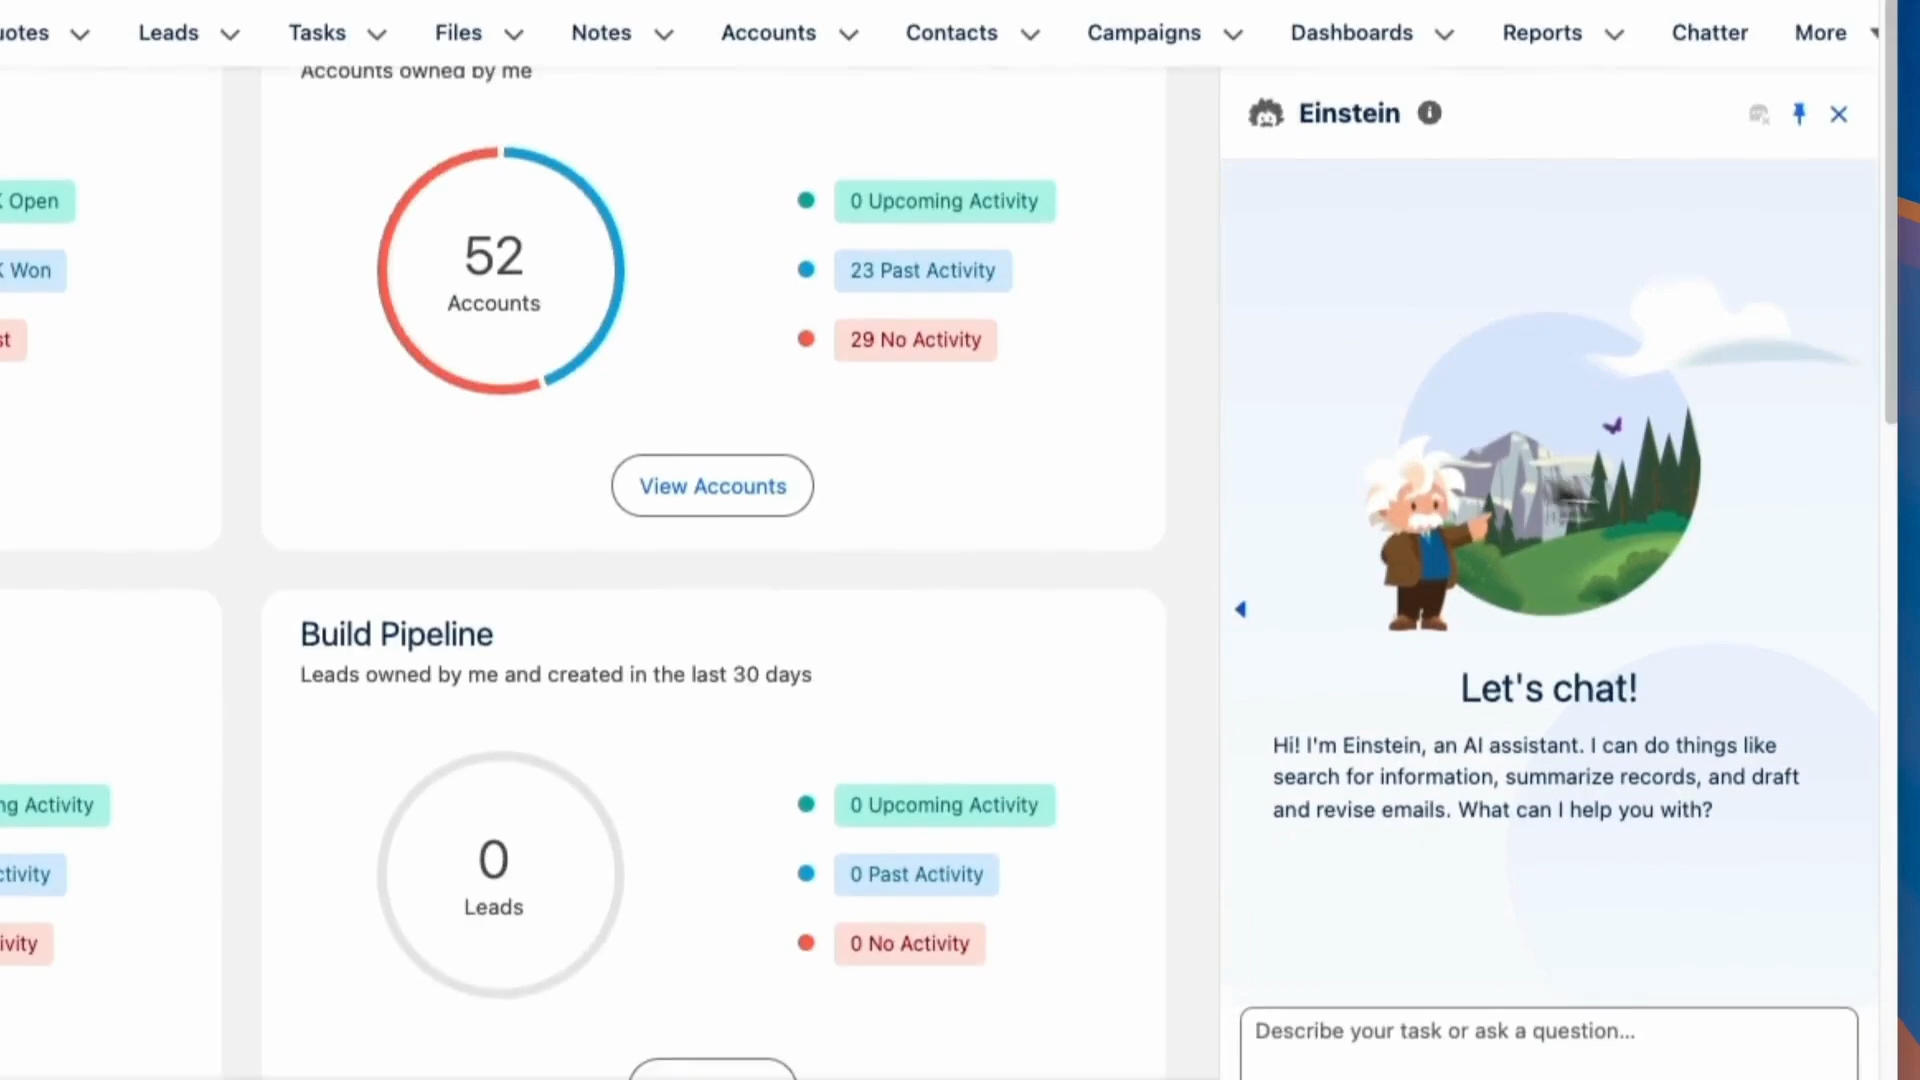 Leads
Tasks
Files
Notes
Accounts
Contacts
Campaigns
Dashboards
Reports
Chatter
More
Accounts owned by me
Open
Won
52
Accounts
0 Upcoming Activity
23 Past Activity
29 No Activity
View Accounts
Build Pipeline
Leads owned by me and created in the last 30 days
Activity
0
Leads
0 Upcoming Activity
0 Past Activity
0 No Activity
Einstein
Let's chat!
Hi! I'm Einstein, an AI assistant. I can do things like
search for information, summarize records, and draft
and revise emails. What can I help you with?
Describe your task or ask a question...